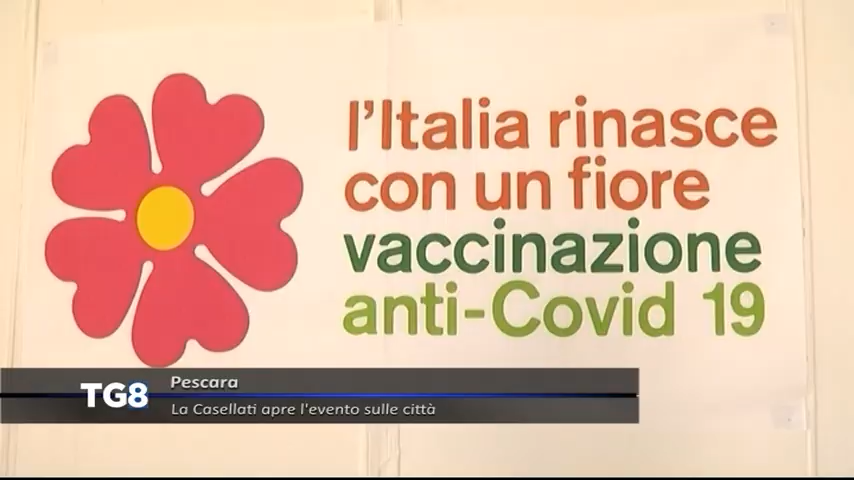 l'Italia rinasce
con un fiore
vaccinazione
anti-Covid 19
TG8
Pescara
La Casellati apre l'evento sulle città